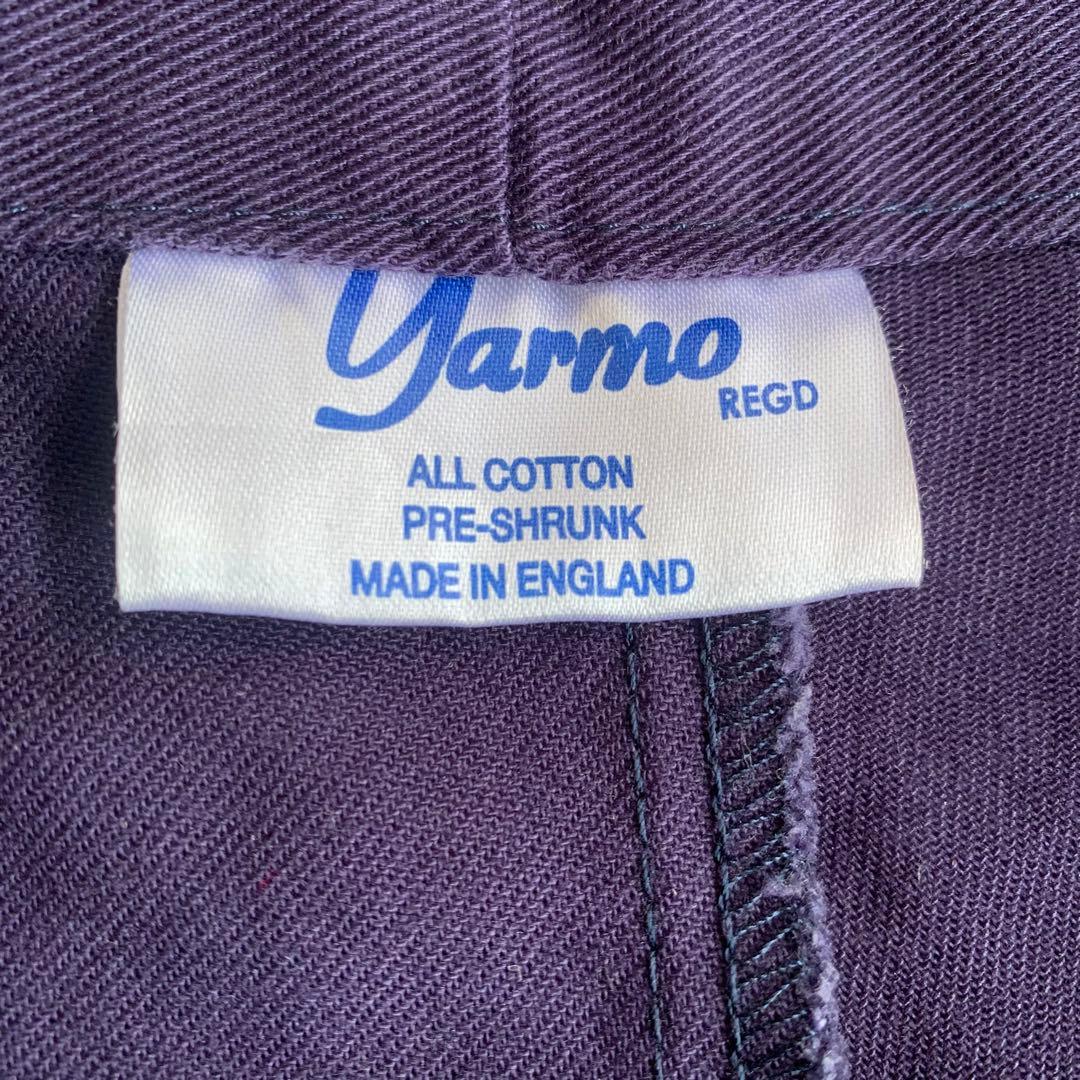 Yarmo
REGD
ALL COTTON
PRE-SHRUNK
MADE IN ENGLAND